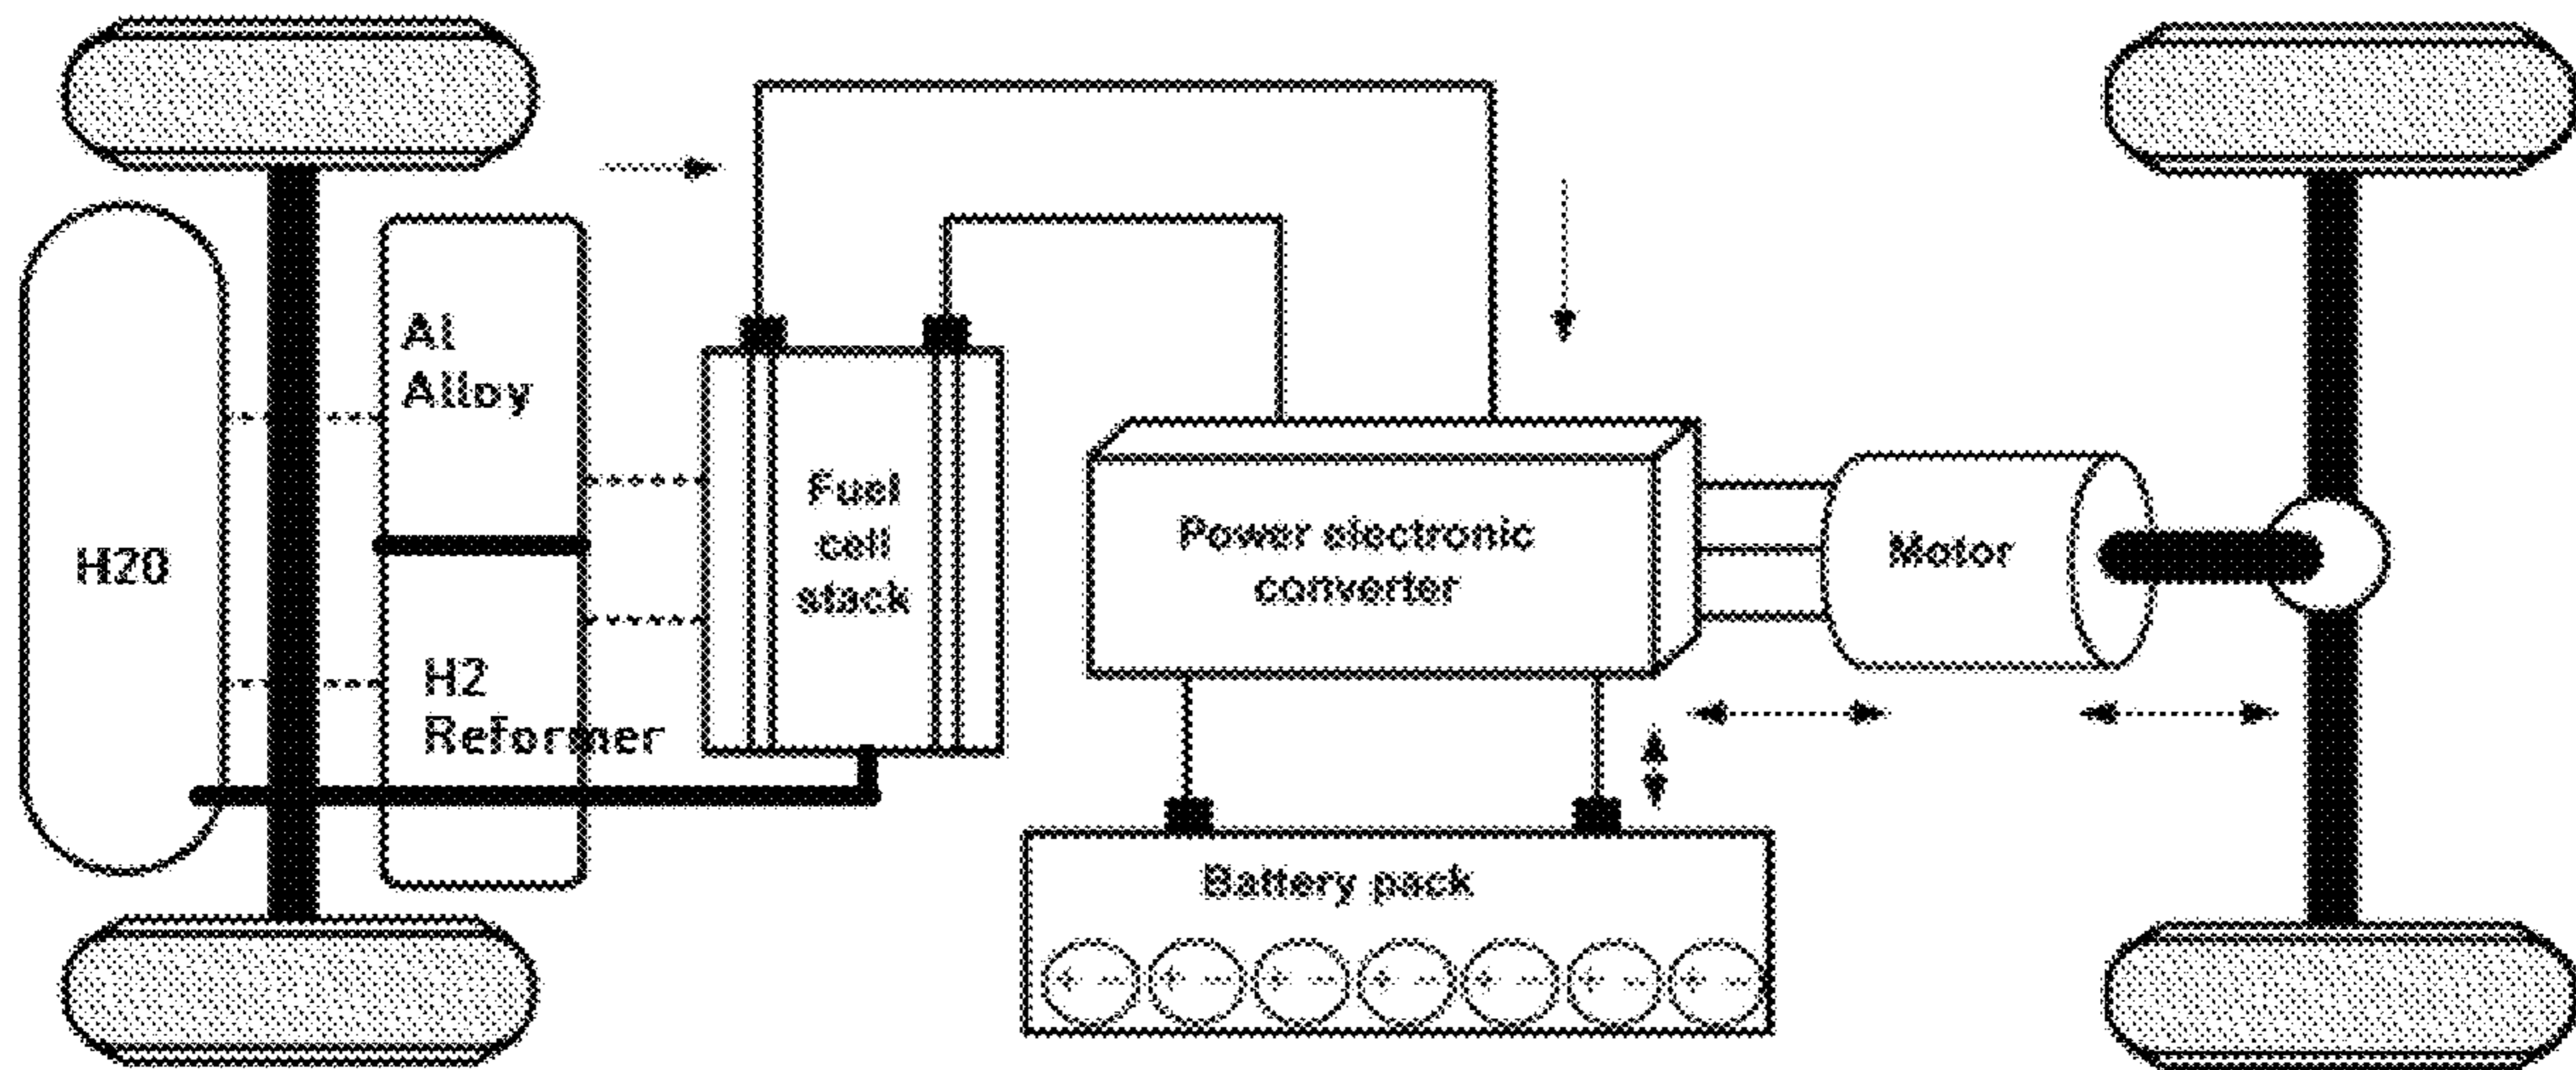 Al
Alloy
H20
H2
Reformer
Fuel
cell
stack
Power electronic
converter
Motor
Battery pack
+ -- + -- + -- + -- + -- + -- + --